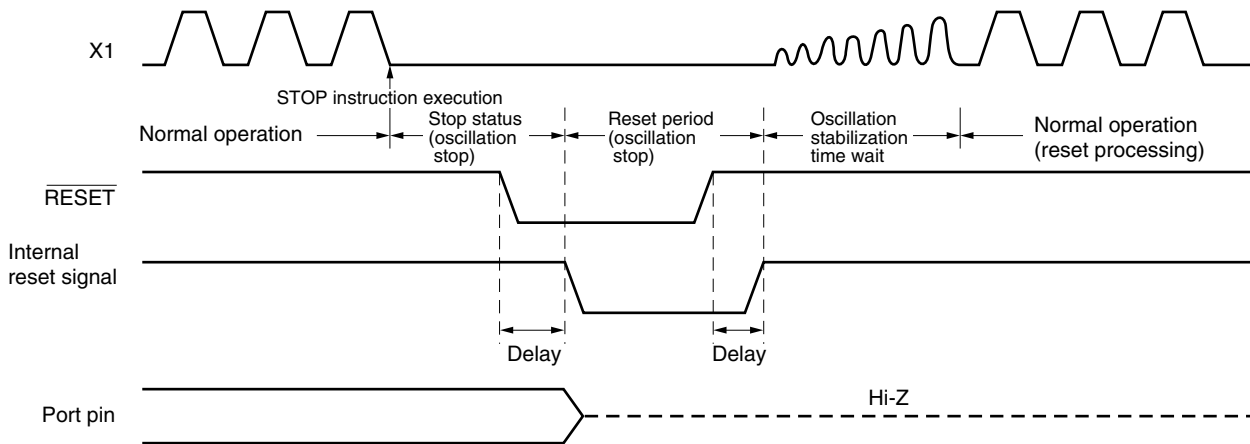 X1
STOP instruction execution
Normal operation
Stop status
(oscillation
stop)
Reset period
(oscillation
stop)
Oscillation
stabilization
time wait
Normal operation
(reset processing)
RESET
Internal
reset signal
Delay
Delay
Port pin
Hi-Z